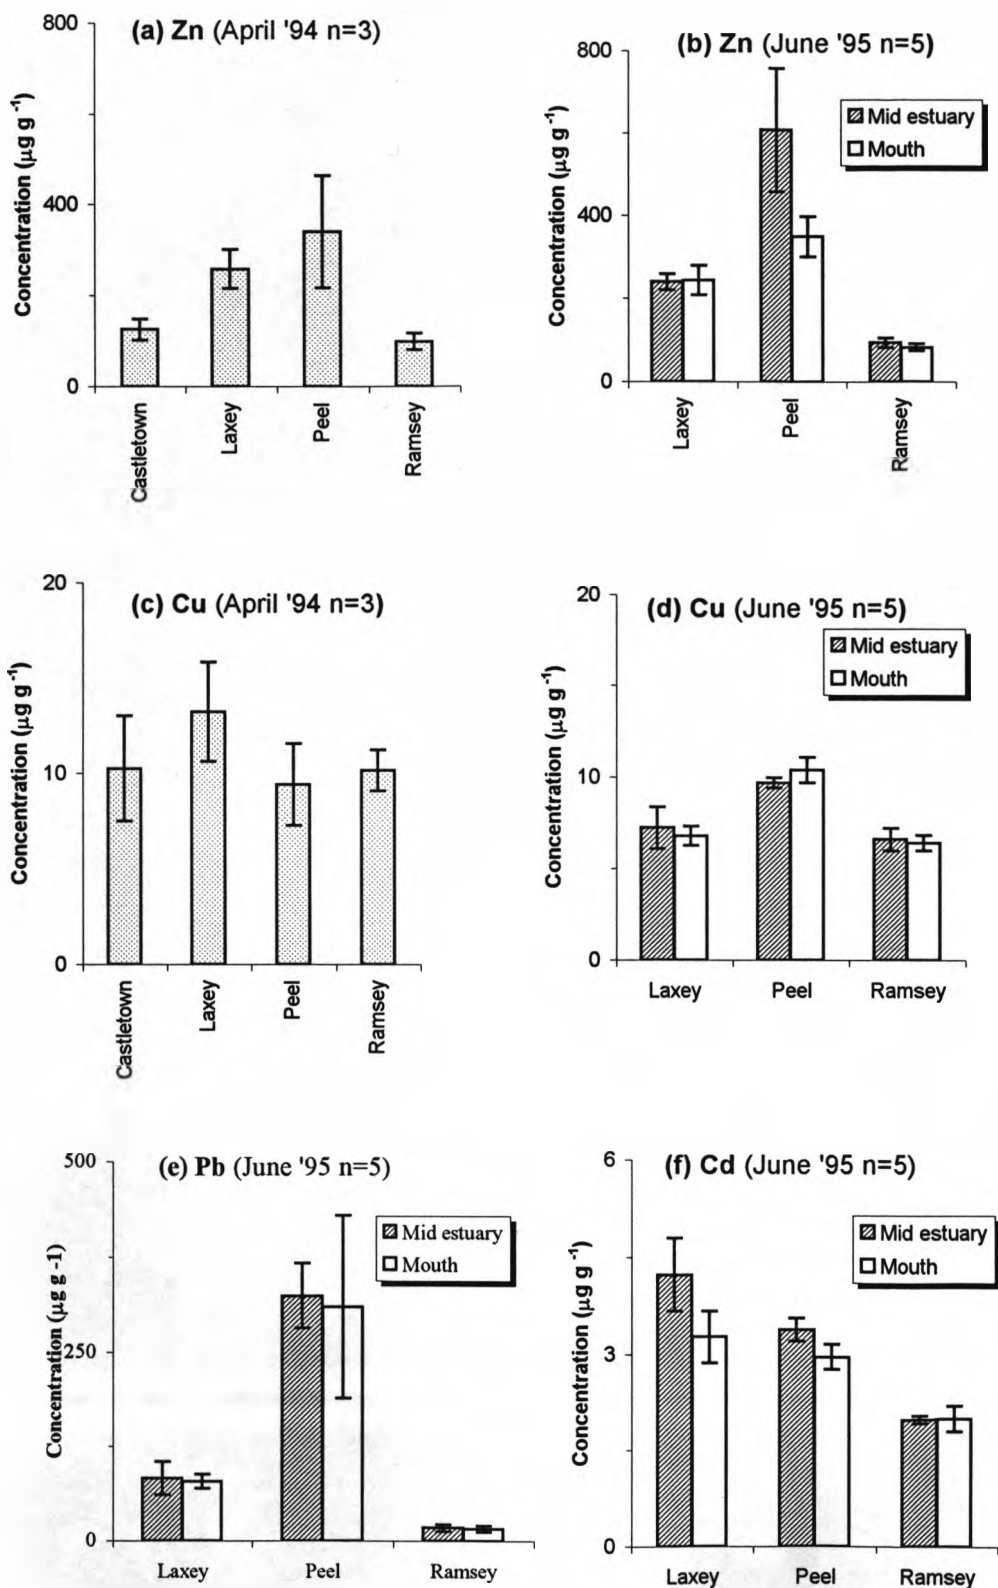 (a) Zn (April '94 n=3)
800
400
0
Concentration (µg g -1)
Castletown
Laxey
Peel
Ramsey
(b) Zn (June '95 n=5)
800
400
0
Concentration (µg g -1)
Mid estuary
Mouth
Laxey
Peel
Ramsey
(c) Cu (April '94 n=3)
20
10
0
Concentration (µg g -1)
Castletown
Laxey
Peel
Ramsey
(d) Cu (June '95 n=5)
20
10
0
Concentration (µg g -1)
Mid estuary
Mouth
Laxey
Peel
Ramsey
(e) Pb (June '95 n=5)
500
250
0
Concentration (µg g -1)
Mid estuary
Mouth
Laxey
Peel
Ramsey
(f) Cd (June '95 n=5)
6
3
0
Concentration (µg g -1)
Mid estuary
Mouth
Laxey
Peel
Ramsey